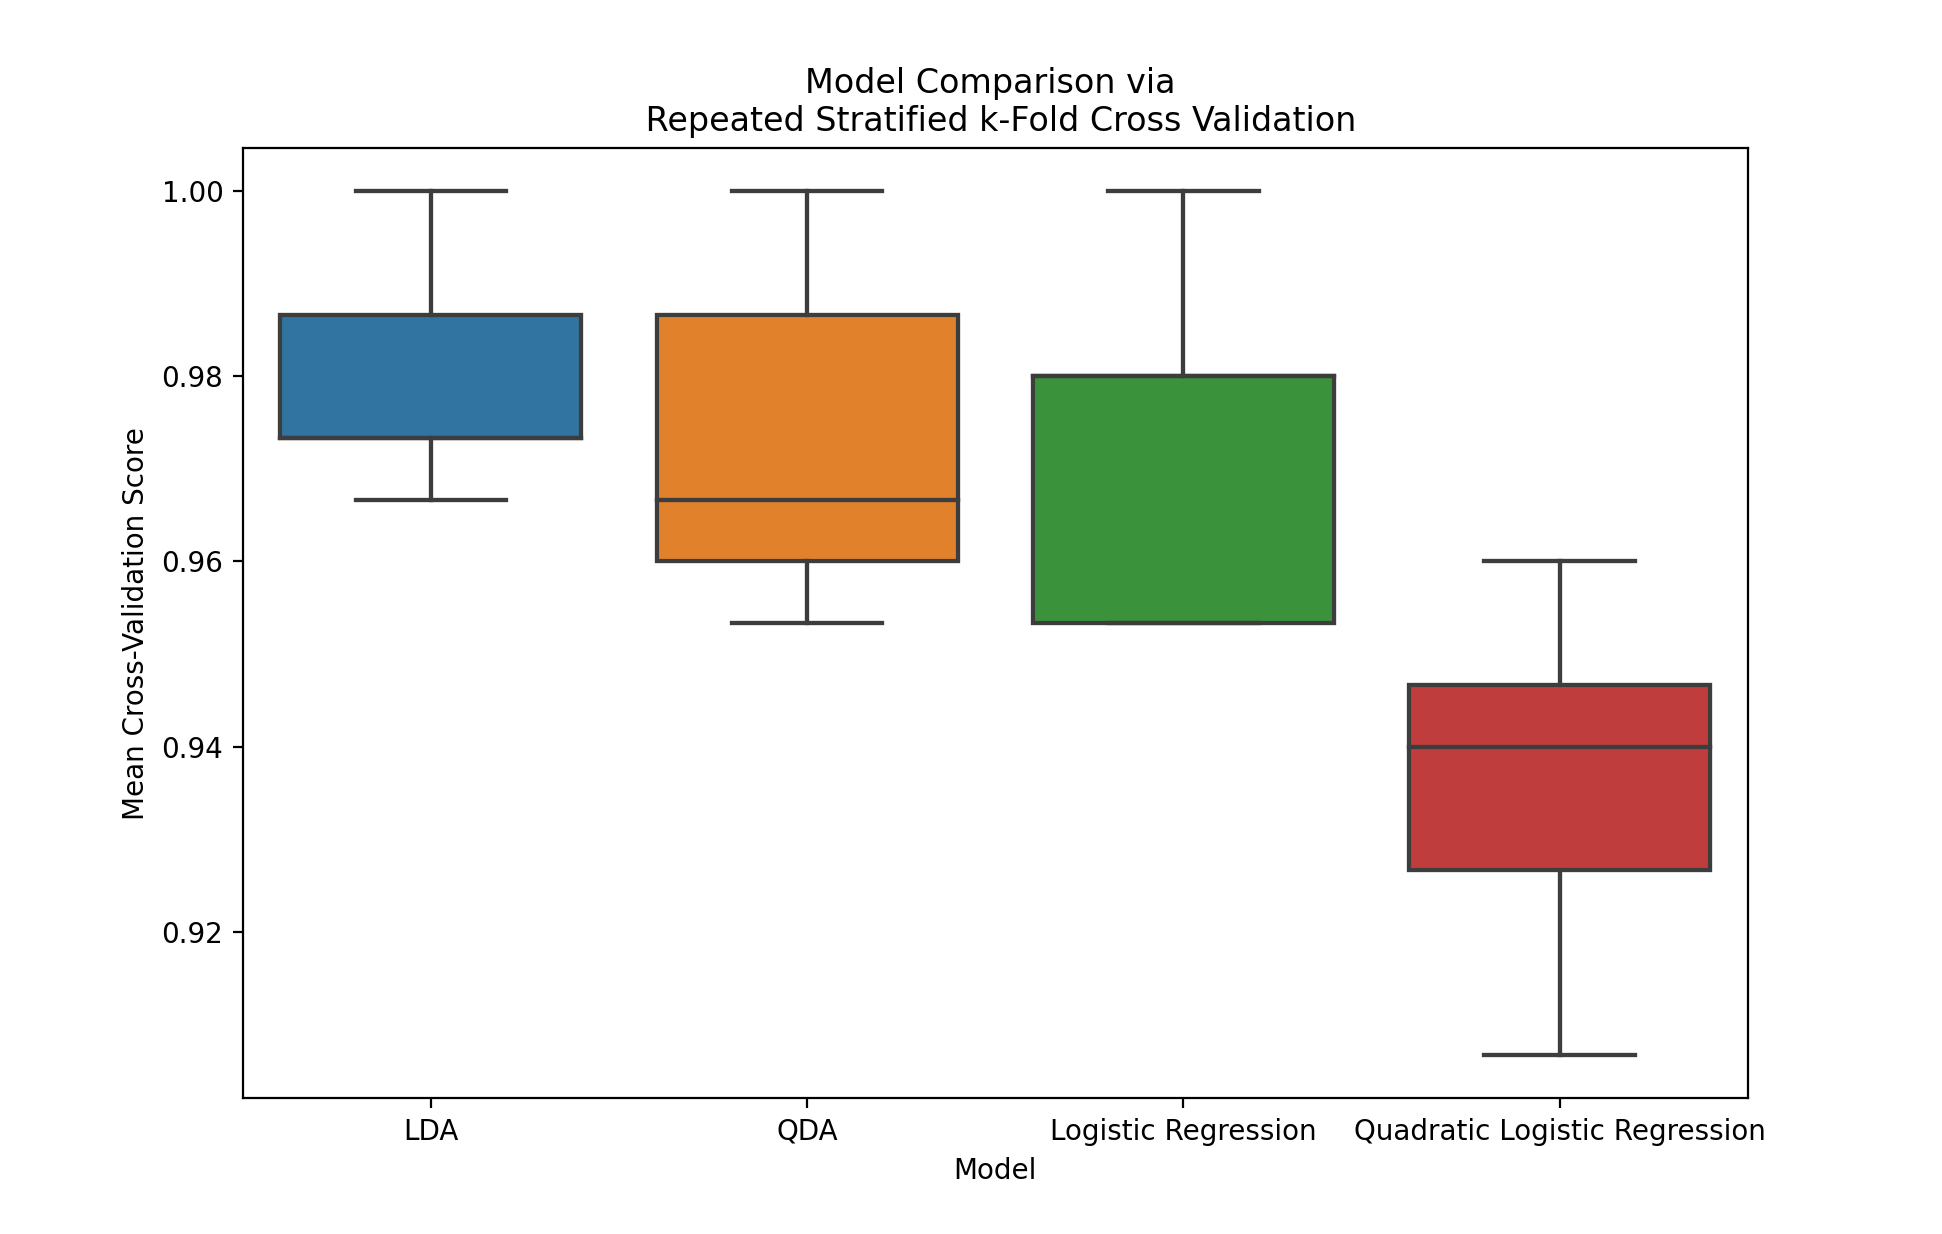 Model Comparison via
Repeated Stratified k-Fold Cross Validation
1.00
0.98
0.96
0.94
0.92
Mean Cross-Validation Score
LDA
QDA
Logistic Regression
Quadratic Logistic Regression
Model